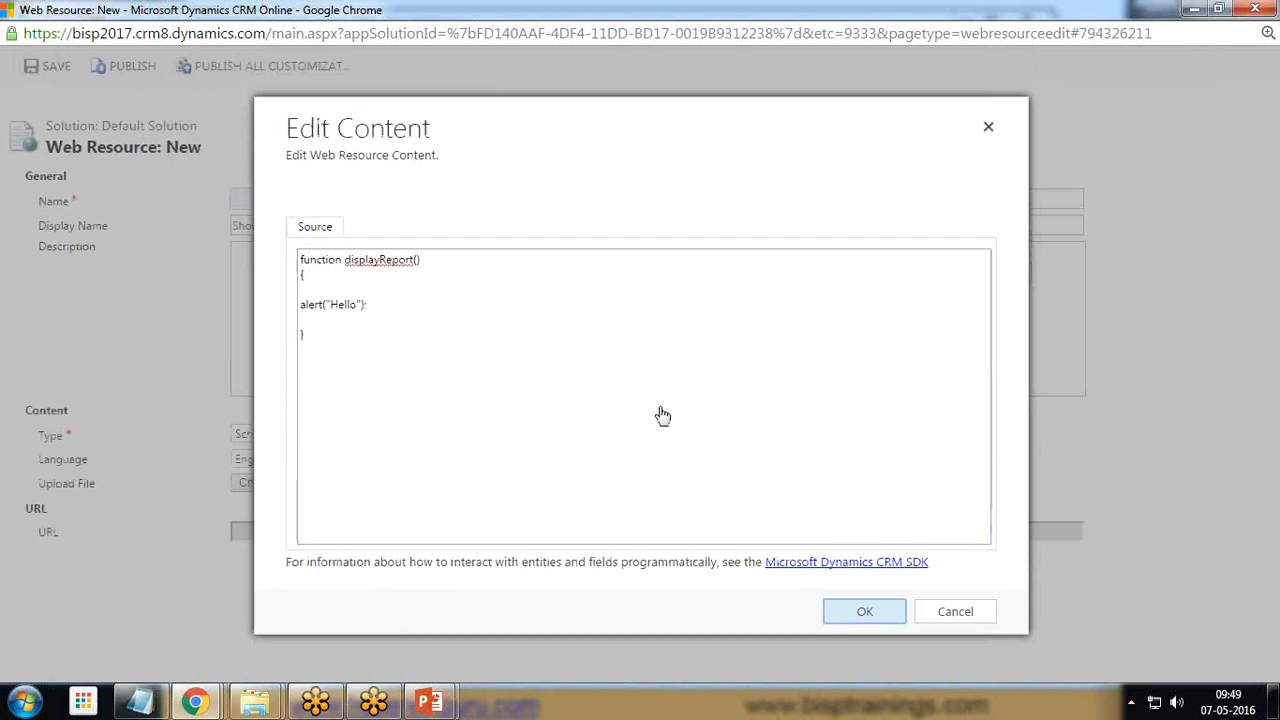 Web Resource: New - Microsoft Dynamics CRM Online - Google Chrome
https://bisp2017.crm8.dynamics.com/main.aspx?appSolutionId=%7bFD140AAF-4DF4-11DD-BD17-0019B9312238%7d&etc=9333&pagetype=webresourceedit#794326211
SAVE PUBLISH PUBLISH ALL CUSTOMIZAT...
Solution: Default Solution
Web Resource: New
General
Name *
Display Name
Description
Content
Type *
Language
Upload File
URL
URL
Edit Content
Edit Web Resource Content.
Source
function displayReport()
{
alert("Hello");
}
For information about how to interact with entities and fields programmatically, see the Microsoft Dynamics CRM SDK
OK Cancel
09:49
07-05-2016